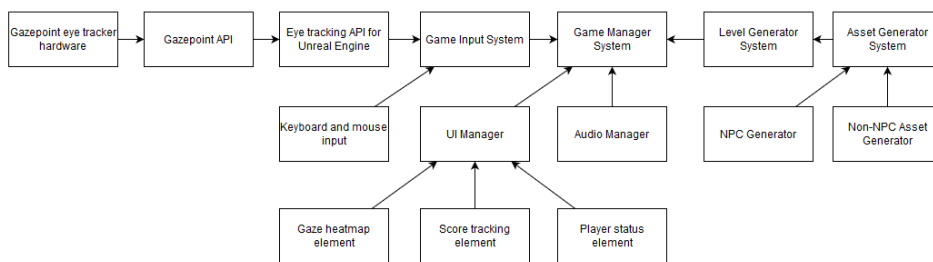 Gazepoint eye tracker
hardware
Gazepoint API
Eye tracking API for
Unreal Engine
Game Input System
Game Manager
System
Level Generator
System
Asset Generator
System
Keyboard and mouse
input
UI Manager
Audio Manager
NPC Generator
Non-NPC Asset
Generator
Gaze heatmap
element
Score tracking
element
Player status
element